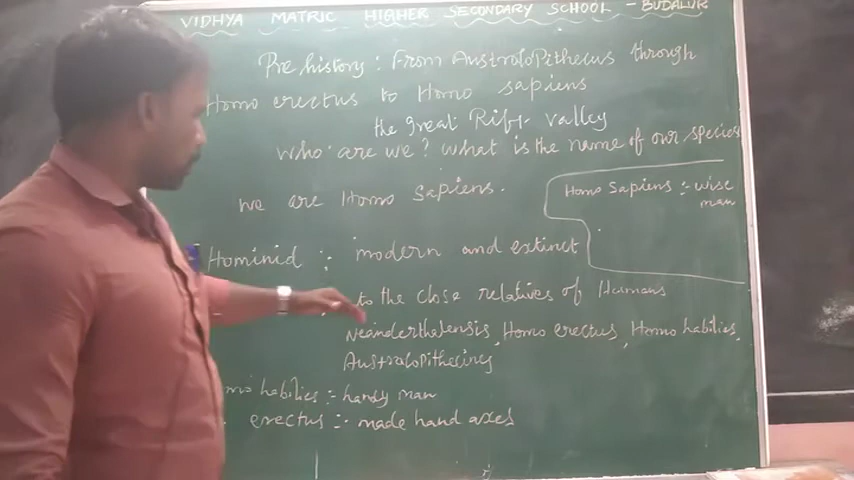 VIDHYA MATRIC HIGHER SECONDARY SCHOOL - BUDALUR
Pre history : From AustraloPithecus through
Homo erectus to Homo sapiens
the great Rift valley
Who are we? What is the name of our species
we are Homo Sapiens.
Homo Sapiens :- wise
man
Hominid : modern and extinct
to the close relatives of Humans
Neanderthalensis, Homo erectus, Homo habilies,
AustraloPithecines
habilies :- handy man
erectus :- made hand axes